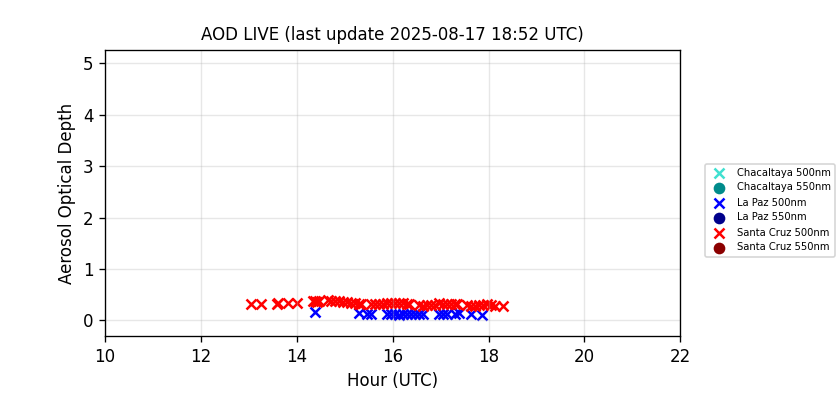 AOD LIVE (last update 2025-08-17 18:52 UTC)
Aerosol Optical Depth
5
4
3
2
1
0
10 12 14 16 18 20 22
Hour (UTC)
Chacaltaya 500nm
Chacaltaya 550nm
La Paz 500nm
La Paz 550nm
Santa Cruz 500nm
Santa Cruz 550nm